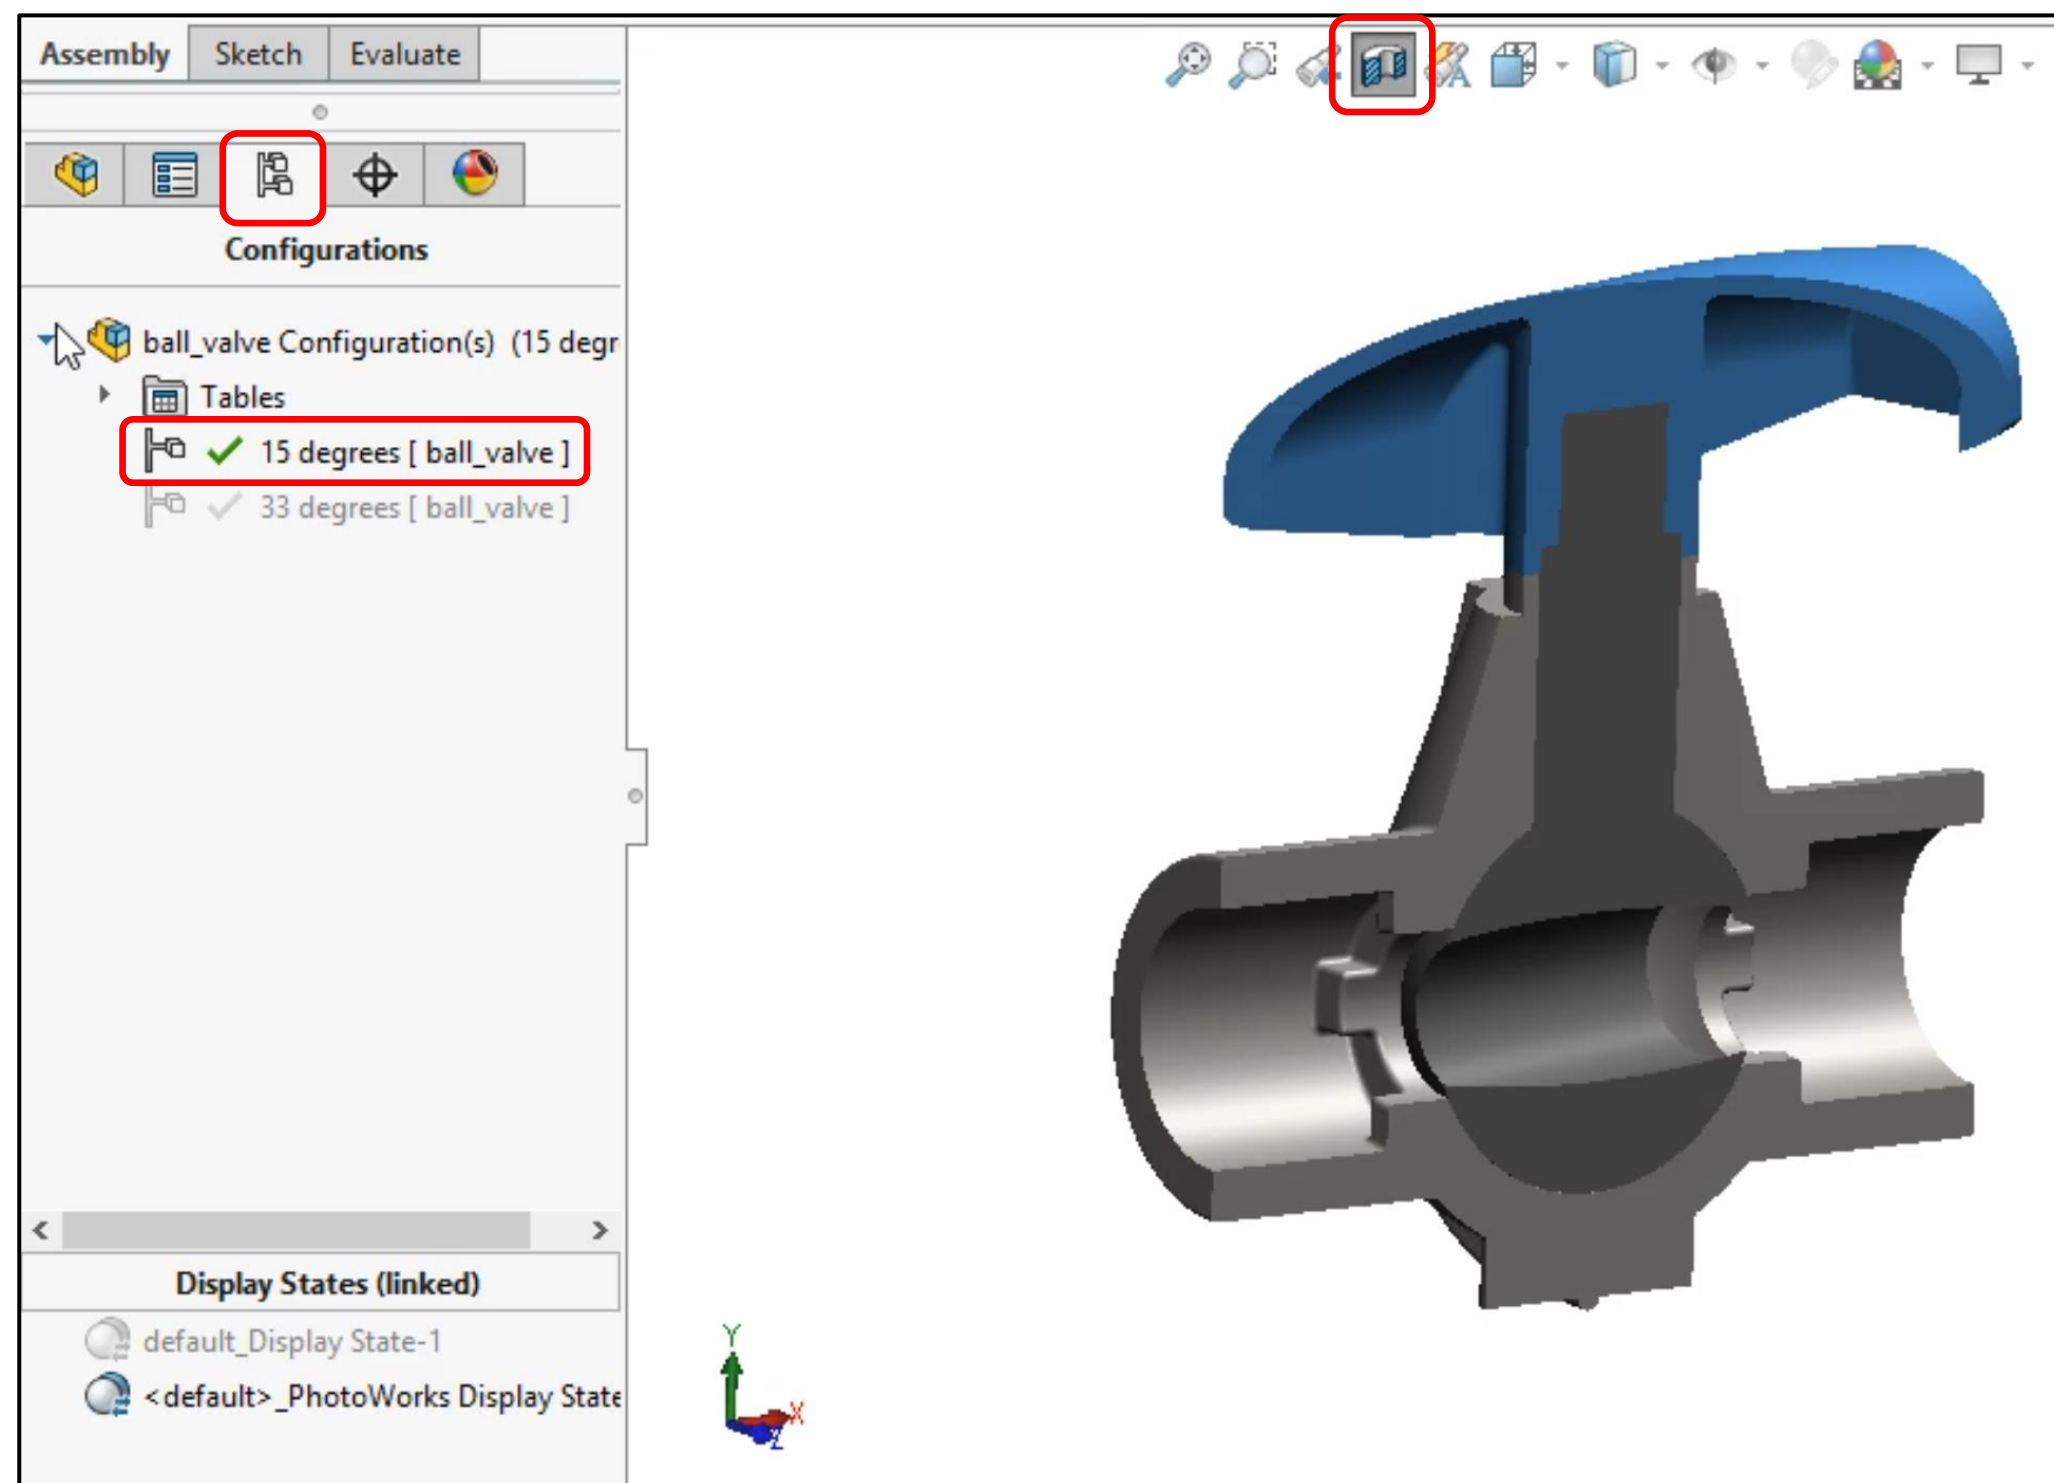 Assembly Sketch Evaluate
Configurations
ball_valve Configuration(s) (15 degr
Tables
15 degrees [ ball_valve ]
33 degrees [ ball_valve ]
Display States (linked)
default_Display State-1
<default>_PhotoWorks Display State
Y
X
Z